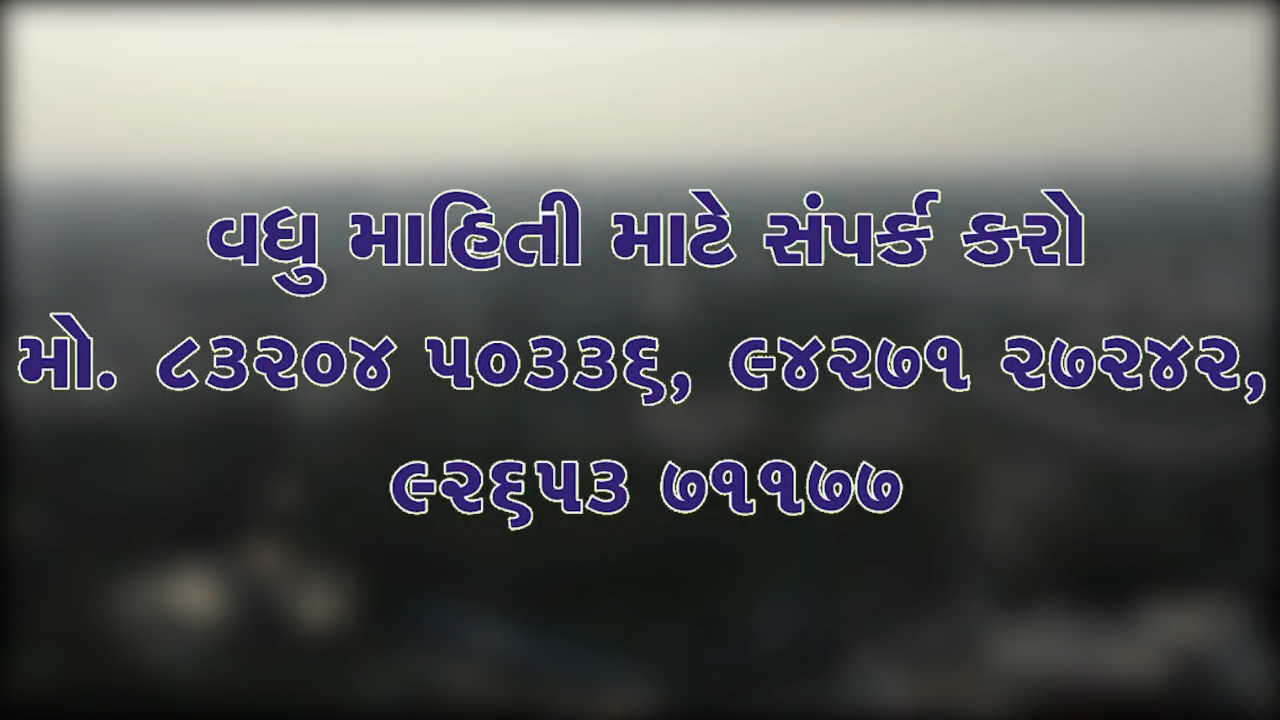 વધુ માહિતી માટે સંપર્ક કરો
મો. ૮૩૨૦૪ ૫૦૩૩૬, ૯૪૨૭૧ ૨૭૨૪૨,
૯૨૬૫૩ ૭૧૧૭૭